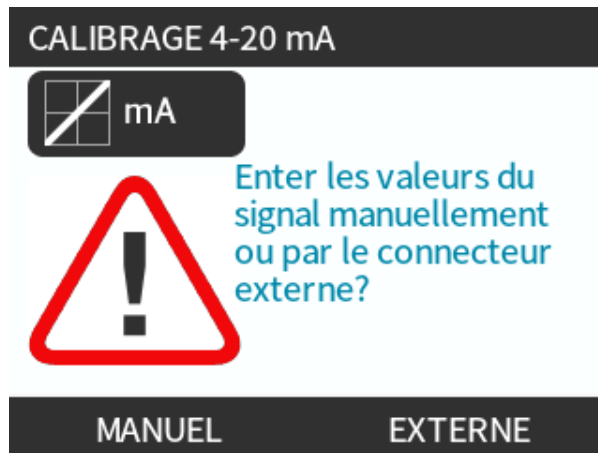 CALIBRAGE 4-20 mA
mA
Enter les valeurs du
signal manuellement
ou par le connecteur
externe?
MANUEL EXTERNE